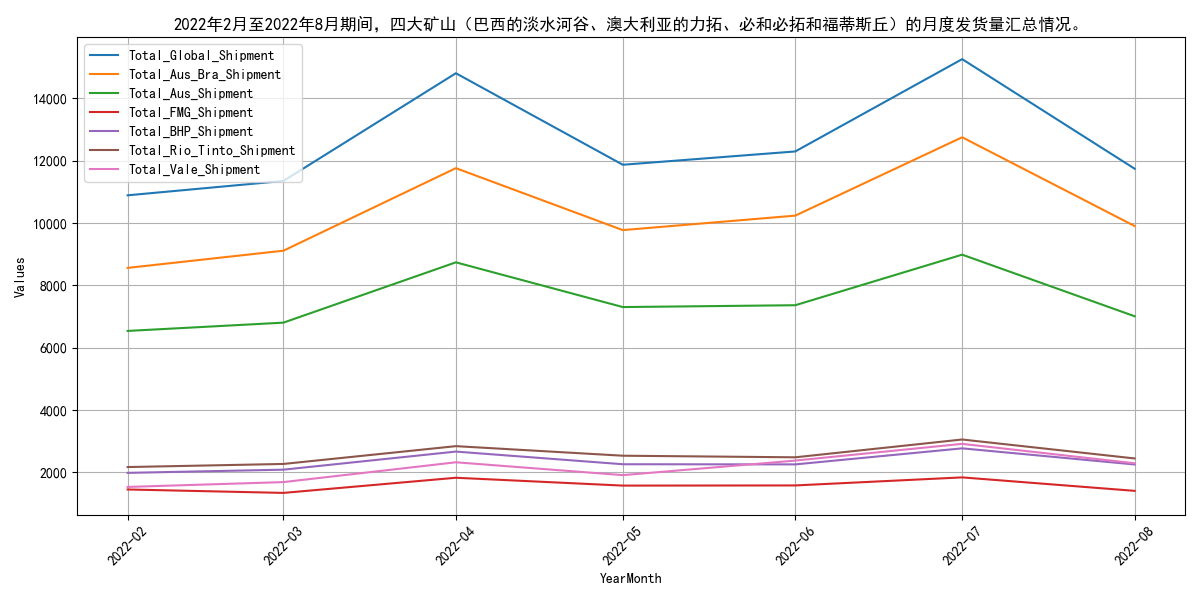 2022年2月至2022年8月期间，四大矿山（巴西的淡水河谷、澳大利亚的力拓、必和必拓和福蒂斯丘）的月度发货量汇总情况。
Total_Global_Shipment
Total_Aus_Bra_Shipment
Total_Aus_Shipment
Total_FMG_Shipment
Total_BHP_Shipment
Total_Rio_Tinto_Shipment
Total_Vale_Shipment
14000
12000
10000
8000
6000
4000
2000
Values
2022-02
2022-03
2022-04
2022-05
2022-06
2022-07
2022-08
YearMonth